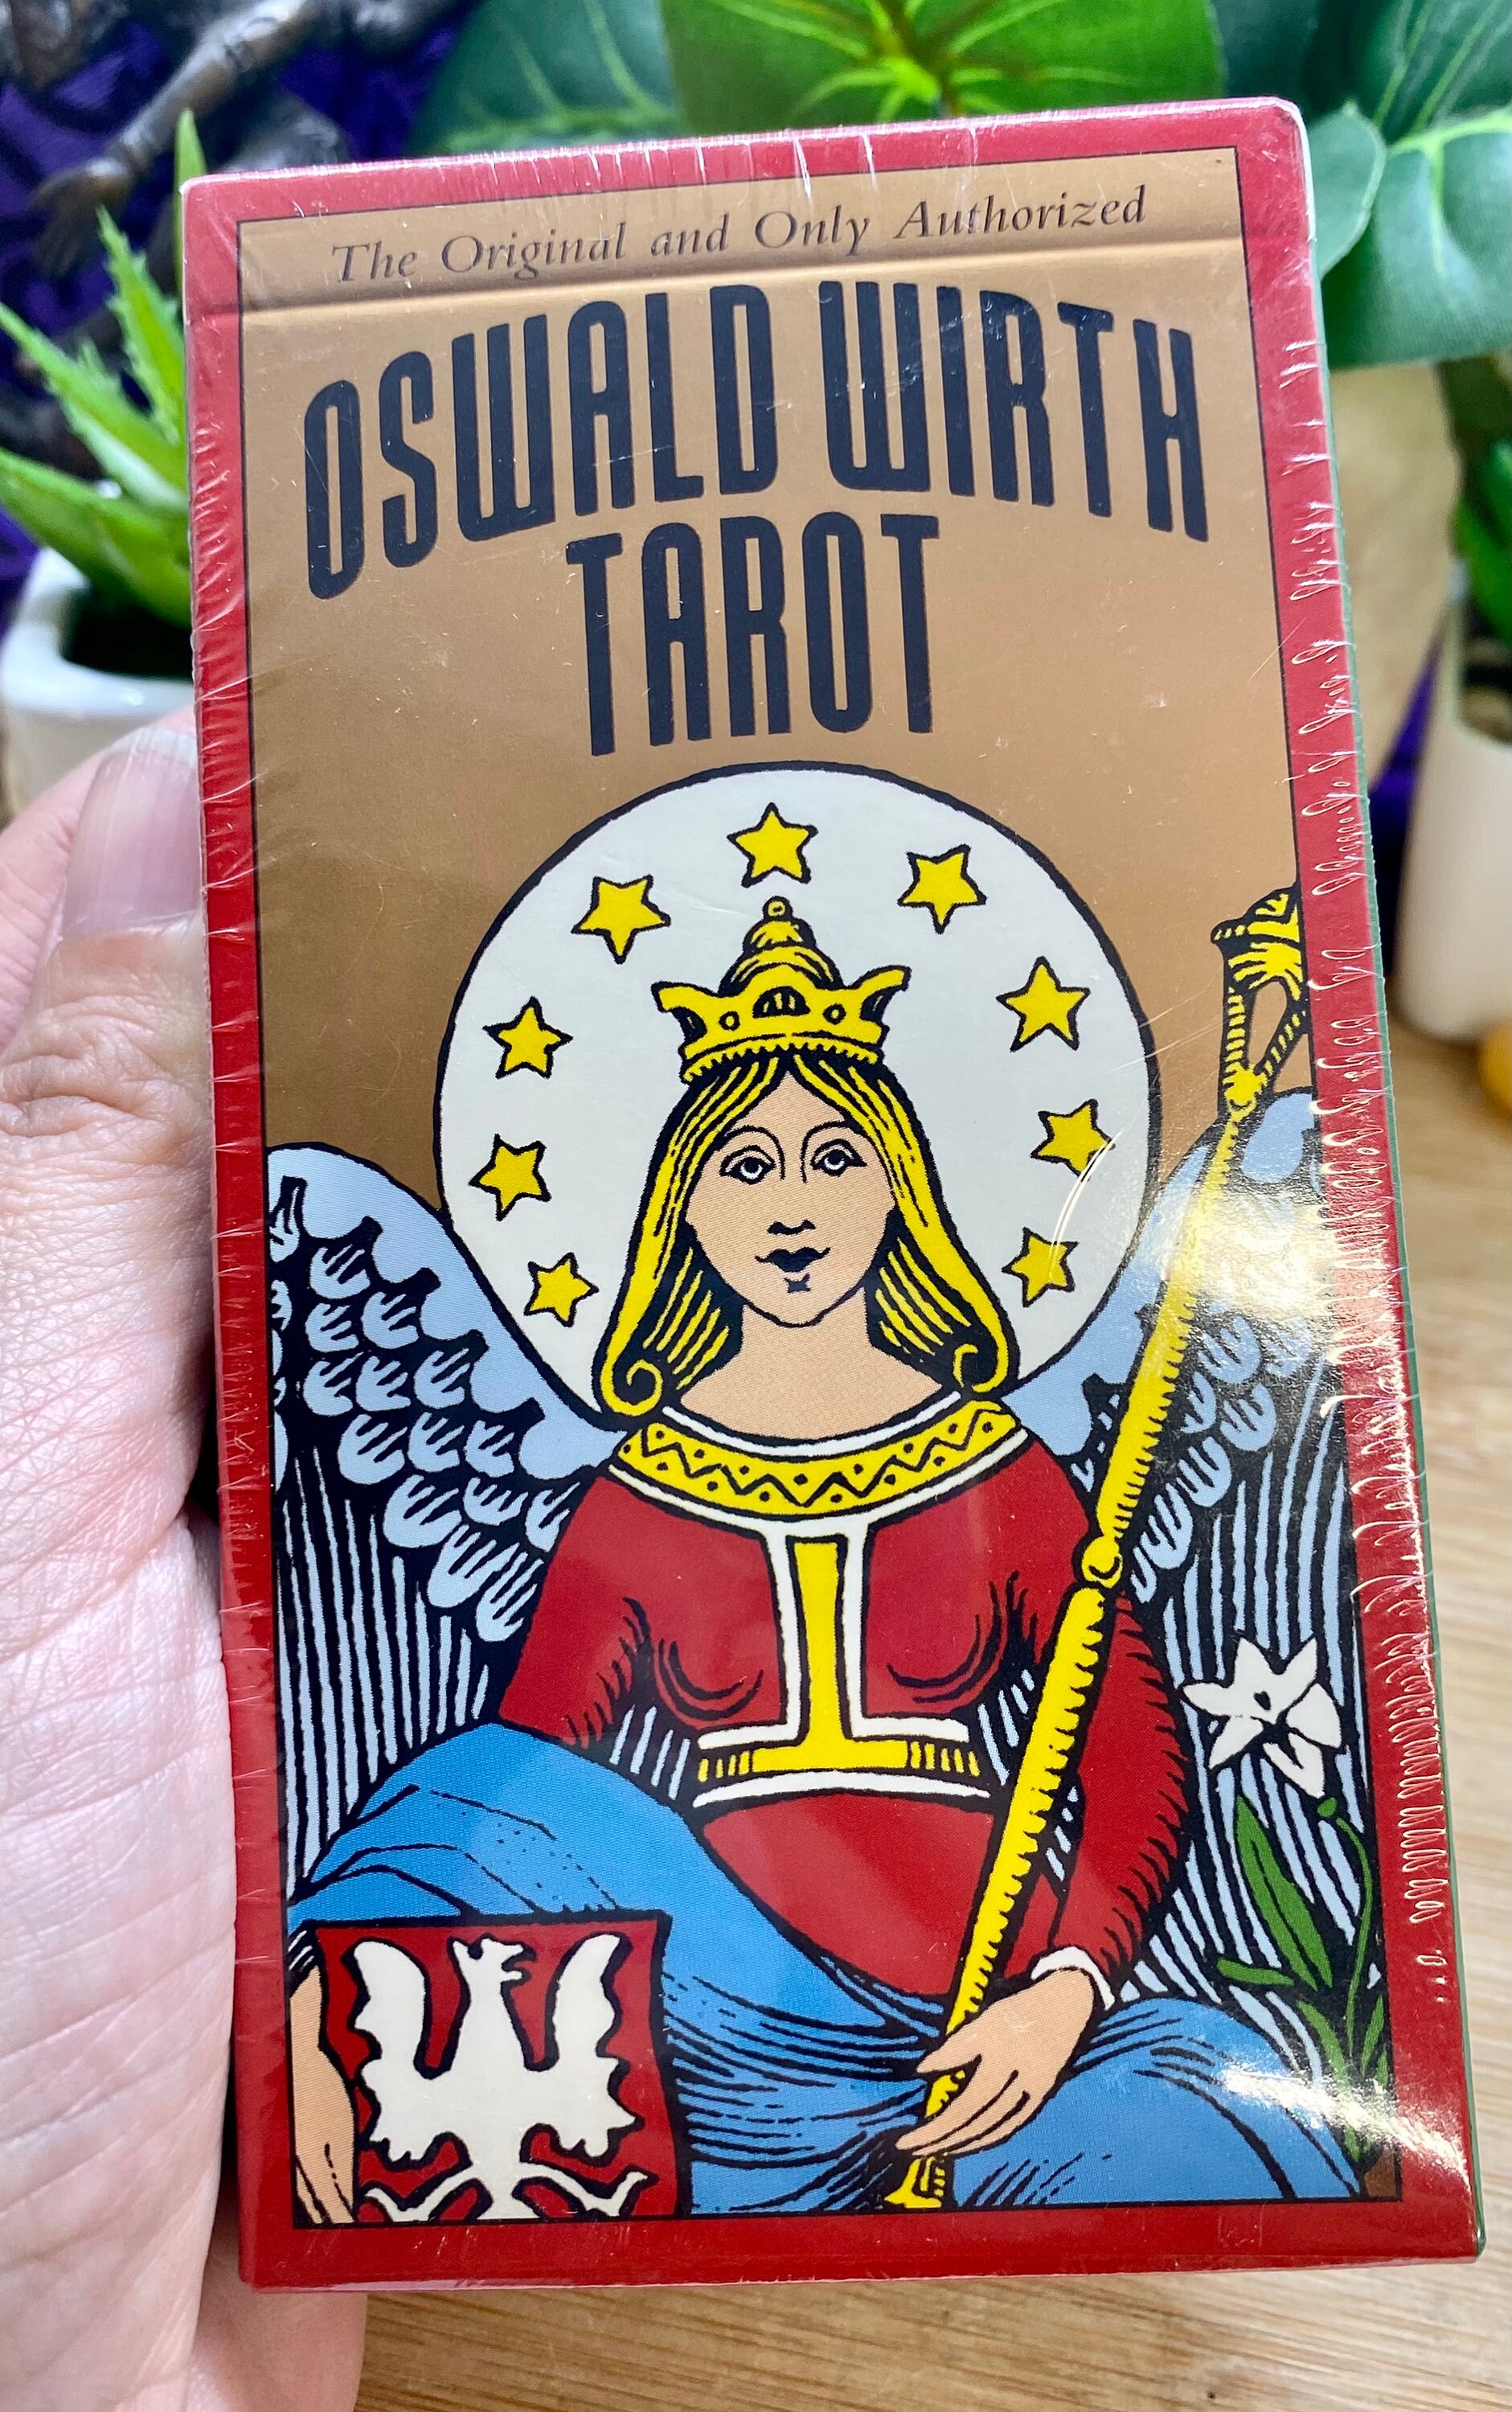 The Original and Only Authorized
OSWALD WIRTH
TAROT